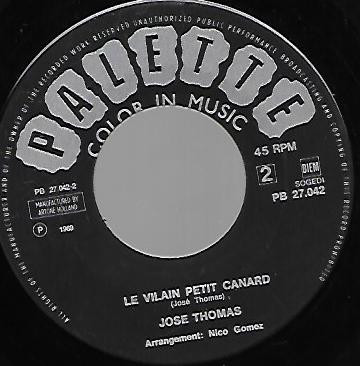 ALL RIGHTS OF THE MANUFACTURER AND OF THE OWNER OF THE RECORDED WORK RESERVED UNAUTHORIZED PUBLIC PERFORMANCE BROADCASTING AND COPYING OF THIS RECORD PROHIBITED
PALETTE
COLOR IN MUSIC
45 RPM
PB 27.042-2
2
BIEM
SOGEDI
MANUFACTURED BY
ARTONE HOLLAND
PB 27.042
P 1969
LE VILAIN PETIT CANARD
(José Thomas)
JOSE THOMAS
Arrangement: Nico Gomez